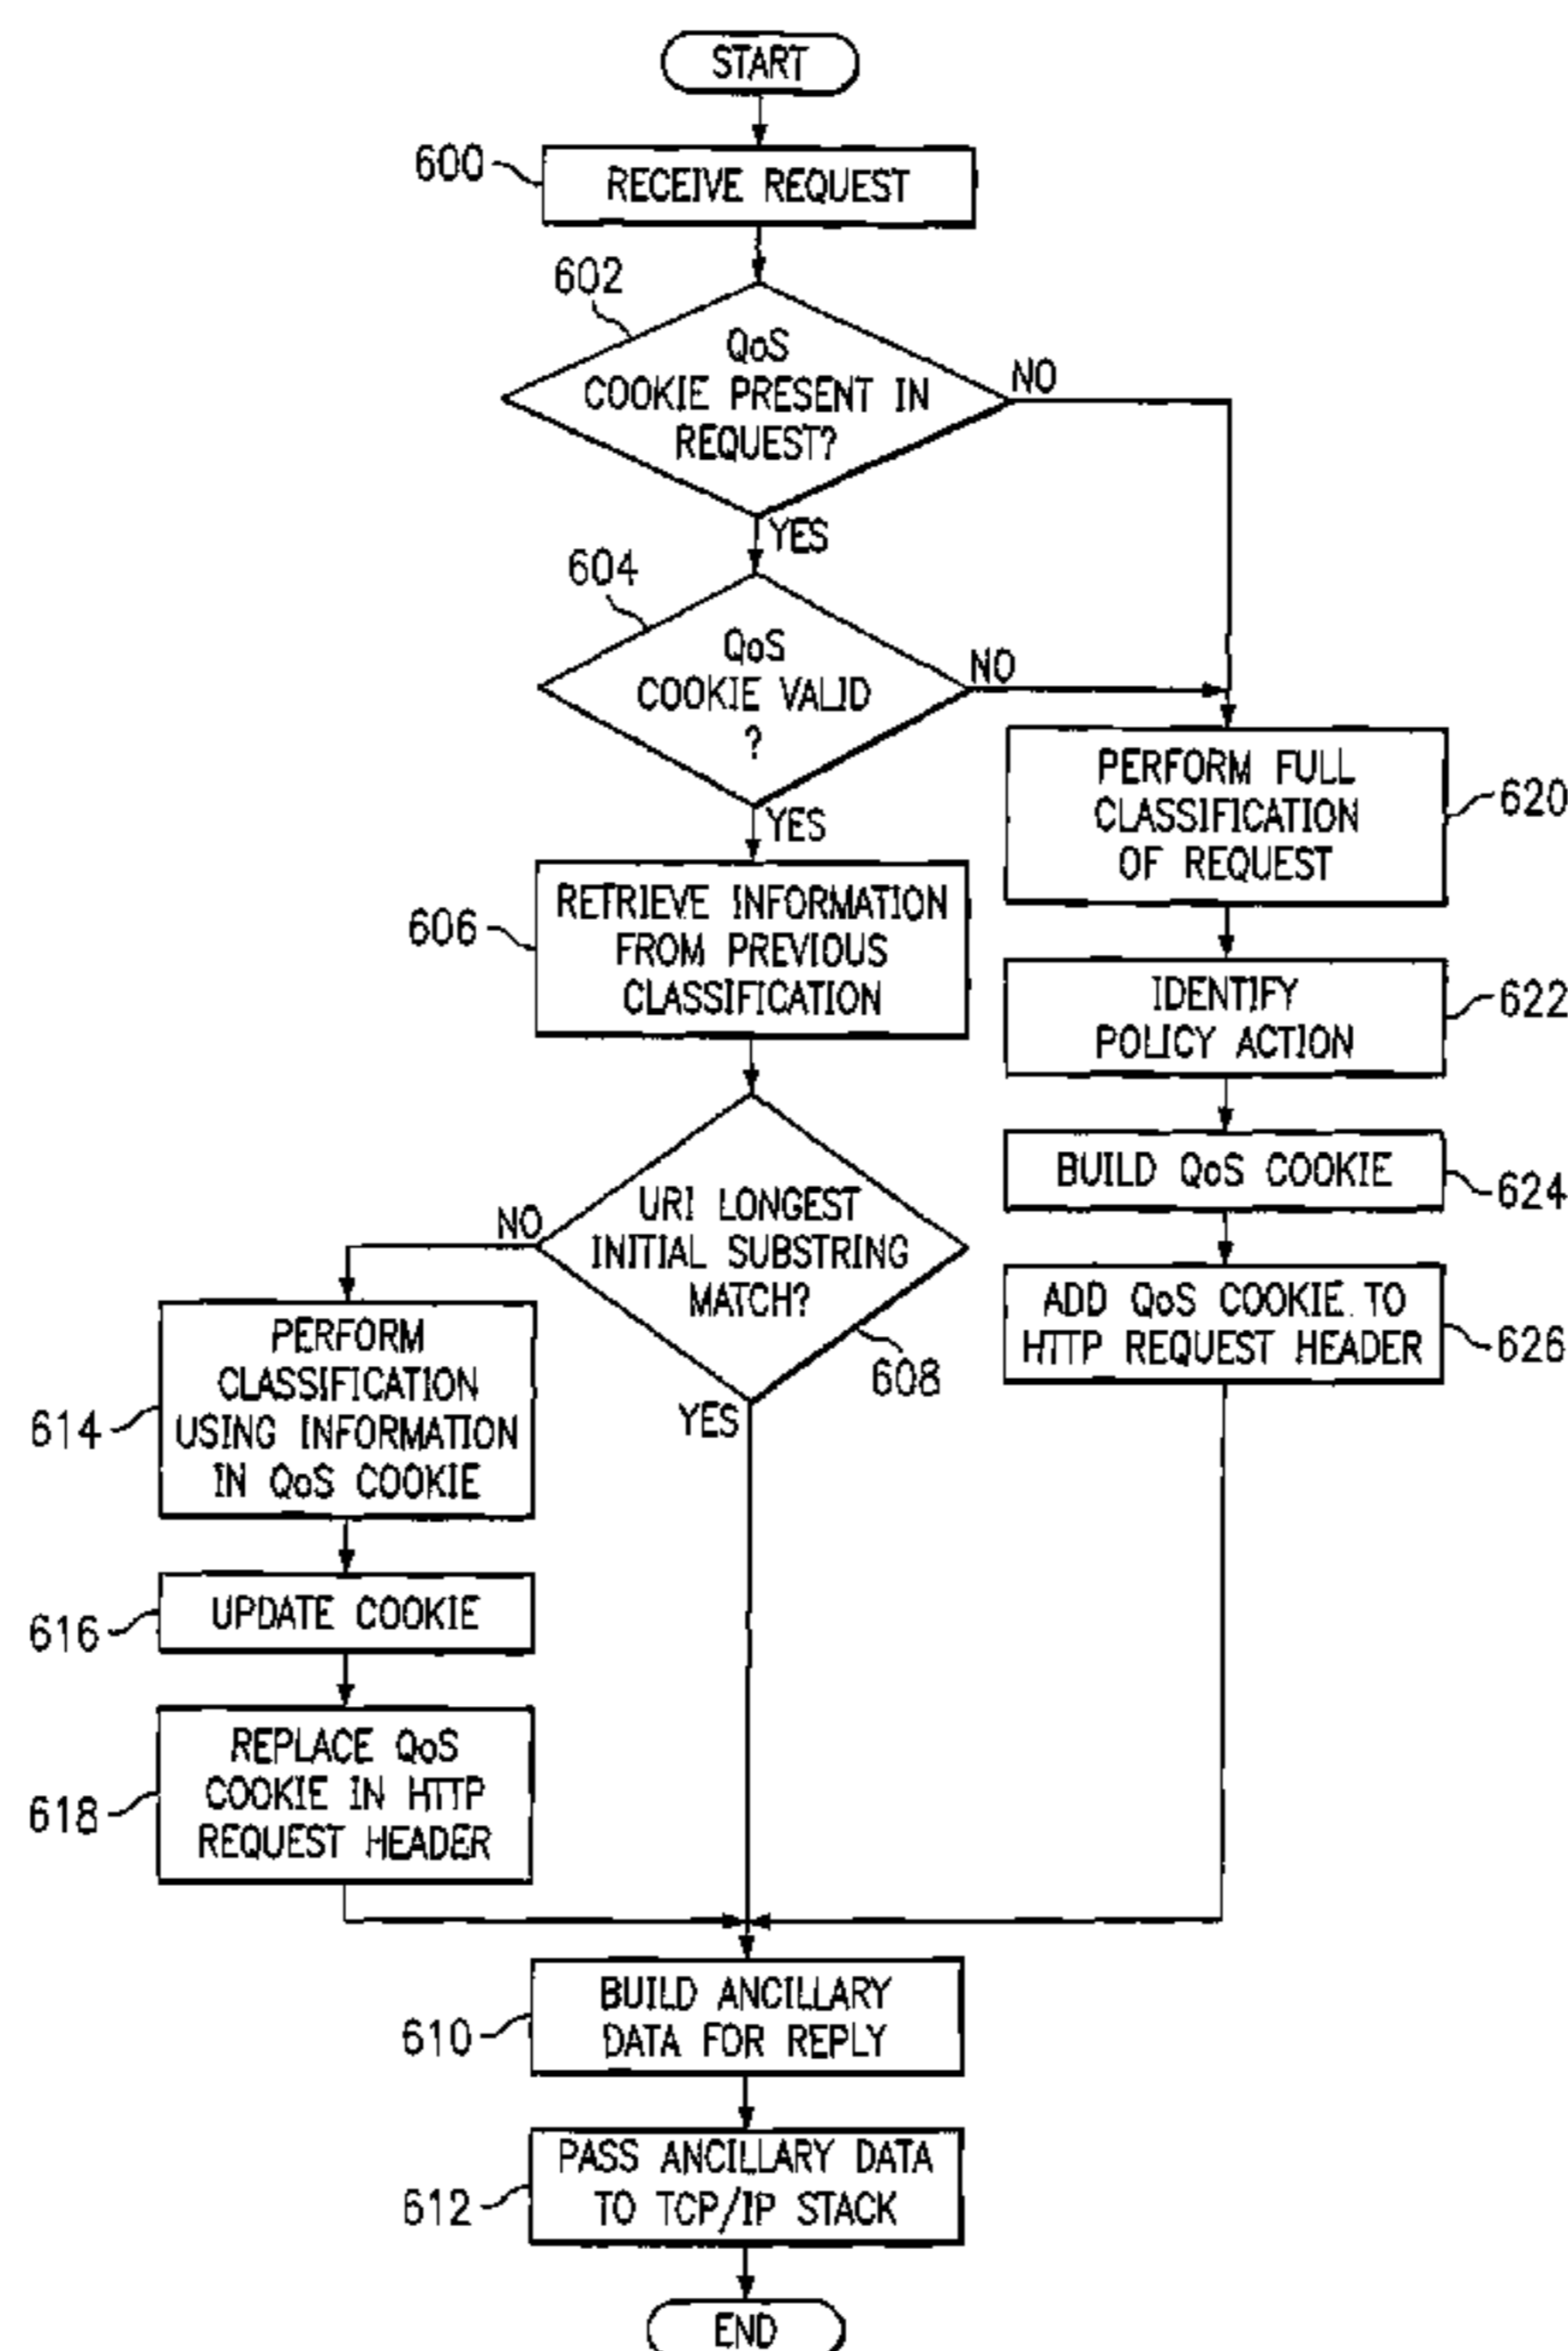 START
600
RECEIVE REQUEST
602
QoS
COOKIE PRESENT IN
REQUEST?
NO
YES
604
QoS
COOKIE VALID
?
NO
YES
PERFORM FULL
CLASSIFICATION
OF REQUEST
620
606
RETRIEVE INFORMATION
FROM PREVIOUS
CLASSIFICATION
IDENTIFY
POLICY ACTION
622
BUILD QoS COOKIE
624
ADD QoS COOKIE TO
HTTP REQUEST HEADER
626
URI LONGEST
INITIAL SUBSTRING
MATCH?
608
NO
YES
614
PERFORM
CLASSIFICATION
USING INFORMATION
IN QoS COOKIE
616
UPDATE COOKIE
618
REPLACE QoS
COOKIE IN HTTP
REQUEST HEADER
610
BUILD ANCILLARY
DATA FOR REPLY
612
PASS ANCILLARY DATA
TO TCP/IP STACK
END